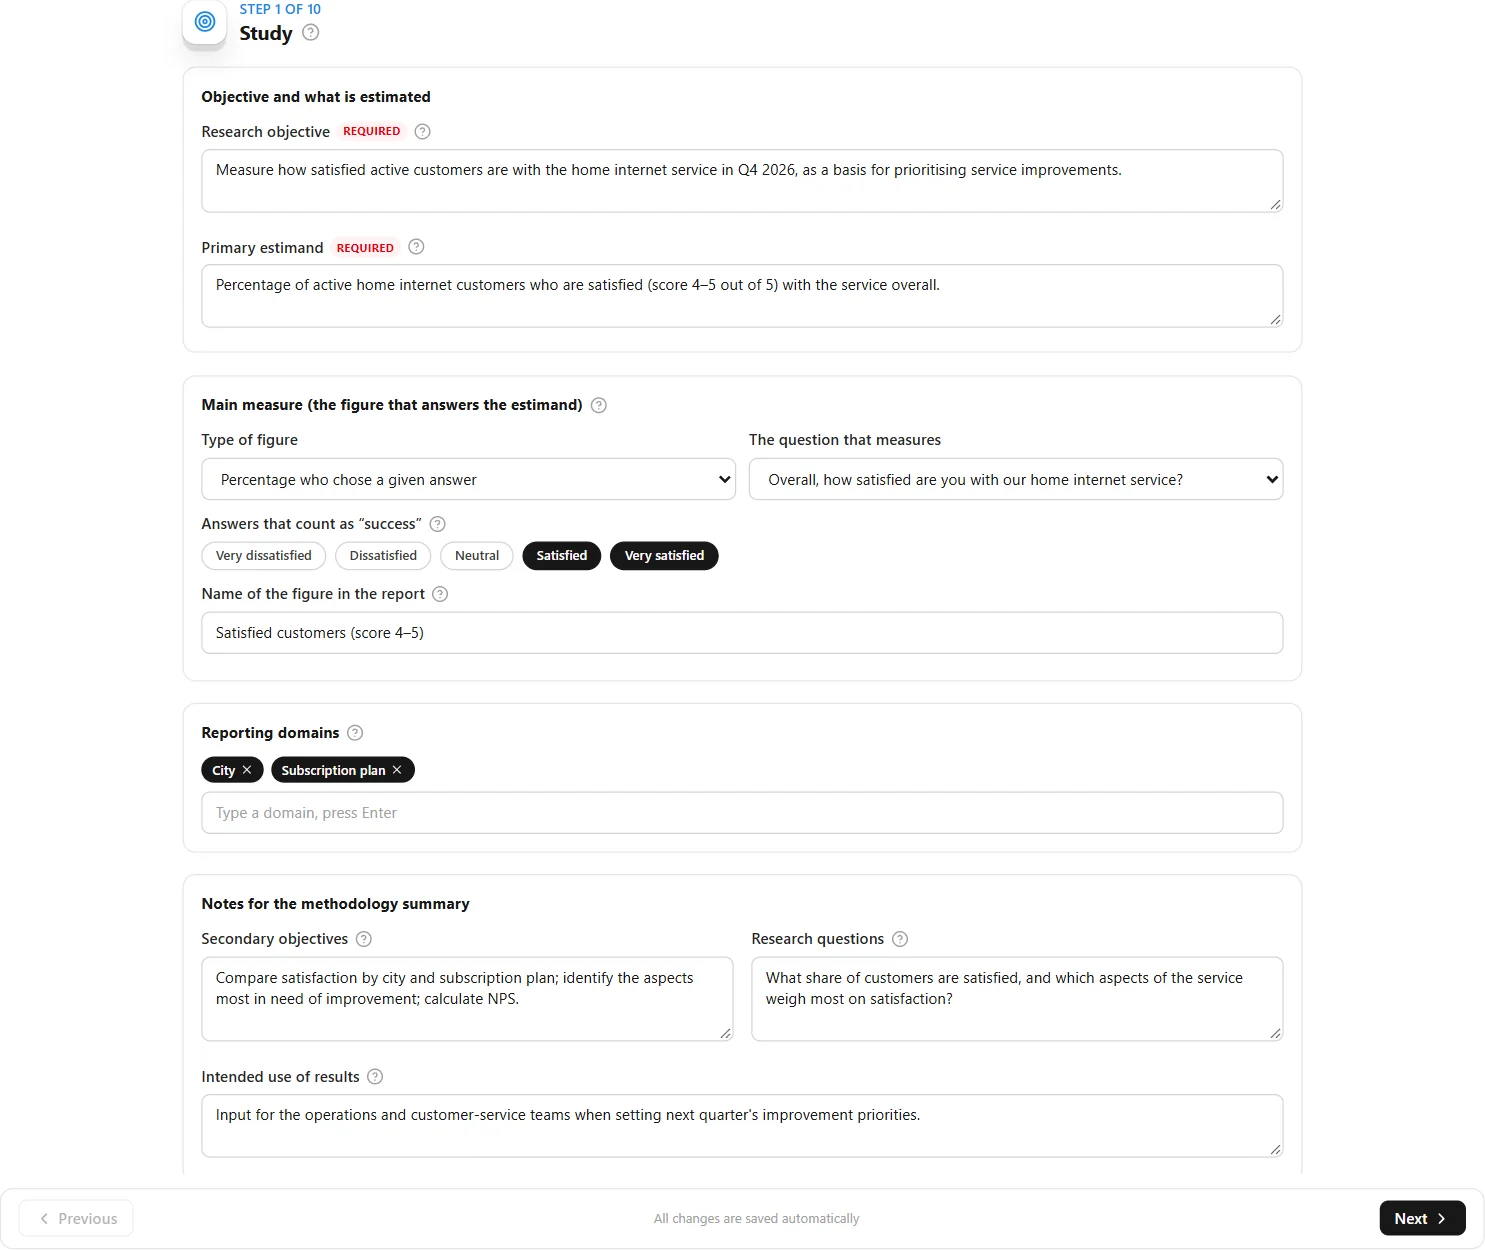 STEP 1 OF 10
Study
Objective and what is estimated
Research objective REQUIRED
Measure how satisfied active customers are with the home internet service in Q4 2026, as a basis for prioritising service improvements.
Primary estimand REQUIRED
Percentage of active home internet customers who are satisfied (score 4–5 out of 5) with the service overall.
Main measure (the figure that answers the estimand)
Type of figure
The question that measures
Percentage who chose a given answer
Overall, how satisfied are you with our home internet service?
Answers that count as “success”
Very dissatisfied Dissatisfied Neutral Satisfied Very satisfied
Name of the figure in the report
Satisfied customers (score 4–5)
Reporting domains
City Subscription plan
Type a domain, press Enter
Notes for the methodology summary
Secondary objectives
Compare satisfaction by city and subscription plan; identify the aspects
most in need of improvement; calculate NPS.
Research questions
What share of customers are satisfied, and which aspects of the service
weigh most on satisfaction?
Intended use of results
Input for the operations and customer-service teams when setting next quarter's improvement priorities.
Previous
All changes are saved automatically
Next